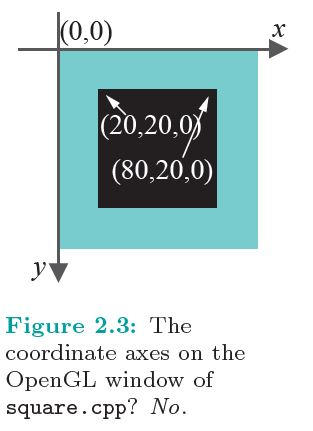 (0,0)
x
(20,20,0)
(80,20,0)
y
Figure 2.3: The
coordinate axes on the
OpenGL window of
square.cpp? No.